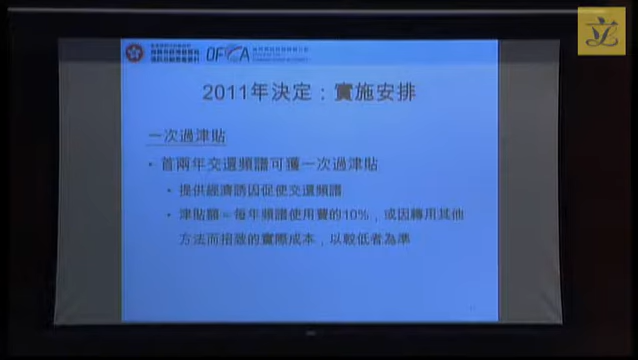 OFCA
2011年決定：實施安排
一次過津貼
• 首兩年交還頻譜可獲一次過津貼
• 提供經濟誘因促使交還頻譜
• 津貼額＝每年頻譜使用費的10%，或因轉用其他
方法而招致的實際成本，以較低者為準